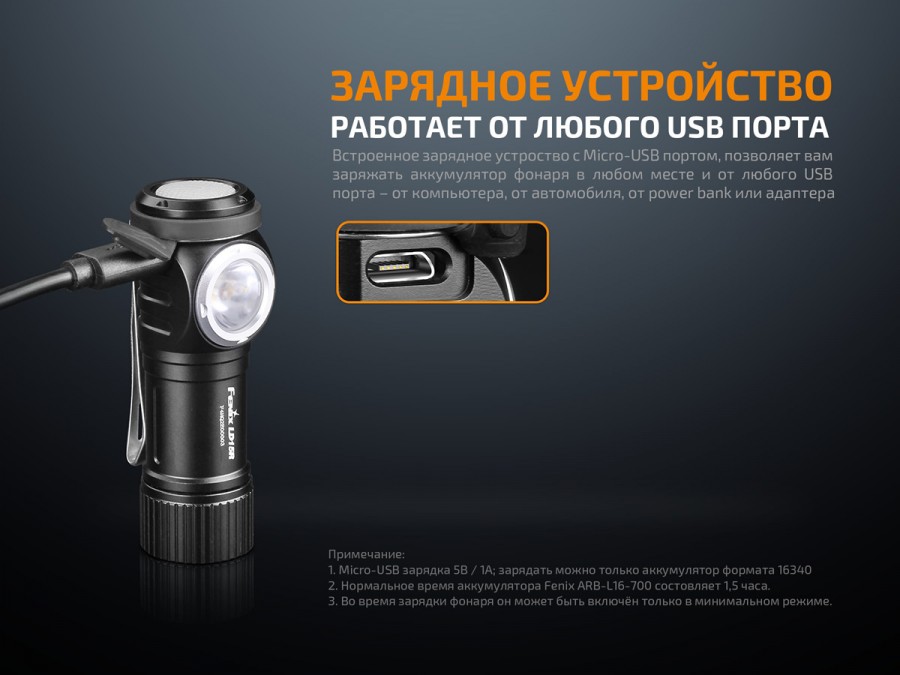 ЗАРЯДНОЕ УСТРОЙСТВО
РАБОТАЕТ ОТ ЛЮБОГО USB ПОРТА
Встроенное зарядное устроство с Micro-USB портом, позволяет вам
заряжать аккумулятор фонаря в любом месте и от любого USB
порта – от компьютера, от автомобиля, от power bank или адаптера
Fenix LD15R
Примечание:
1. Micro-USB зарядка 5В / 1А; зарядать можно только аккумулятор формата 16340
2. Нормальное время аккумулятора Fenix ARB-L16-700 состовляет 1,5 часа.
3. Во время зарядки фонаря он может быть включён только в минимальном режиме.